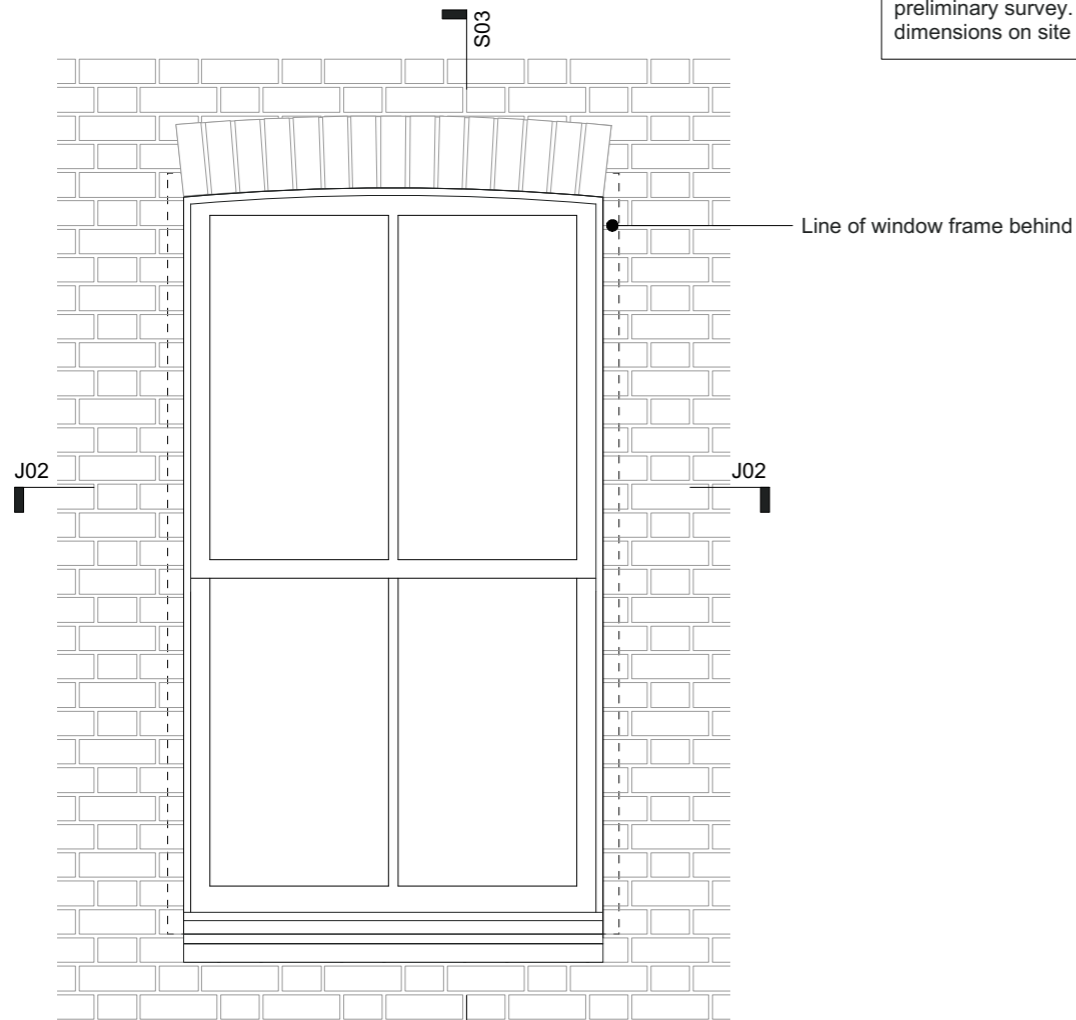 preliminary survey.
dimensions on site
S03
Line of window frame behind
J02
J02